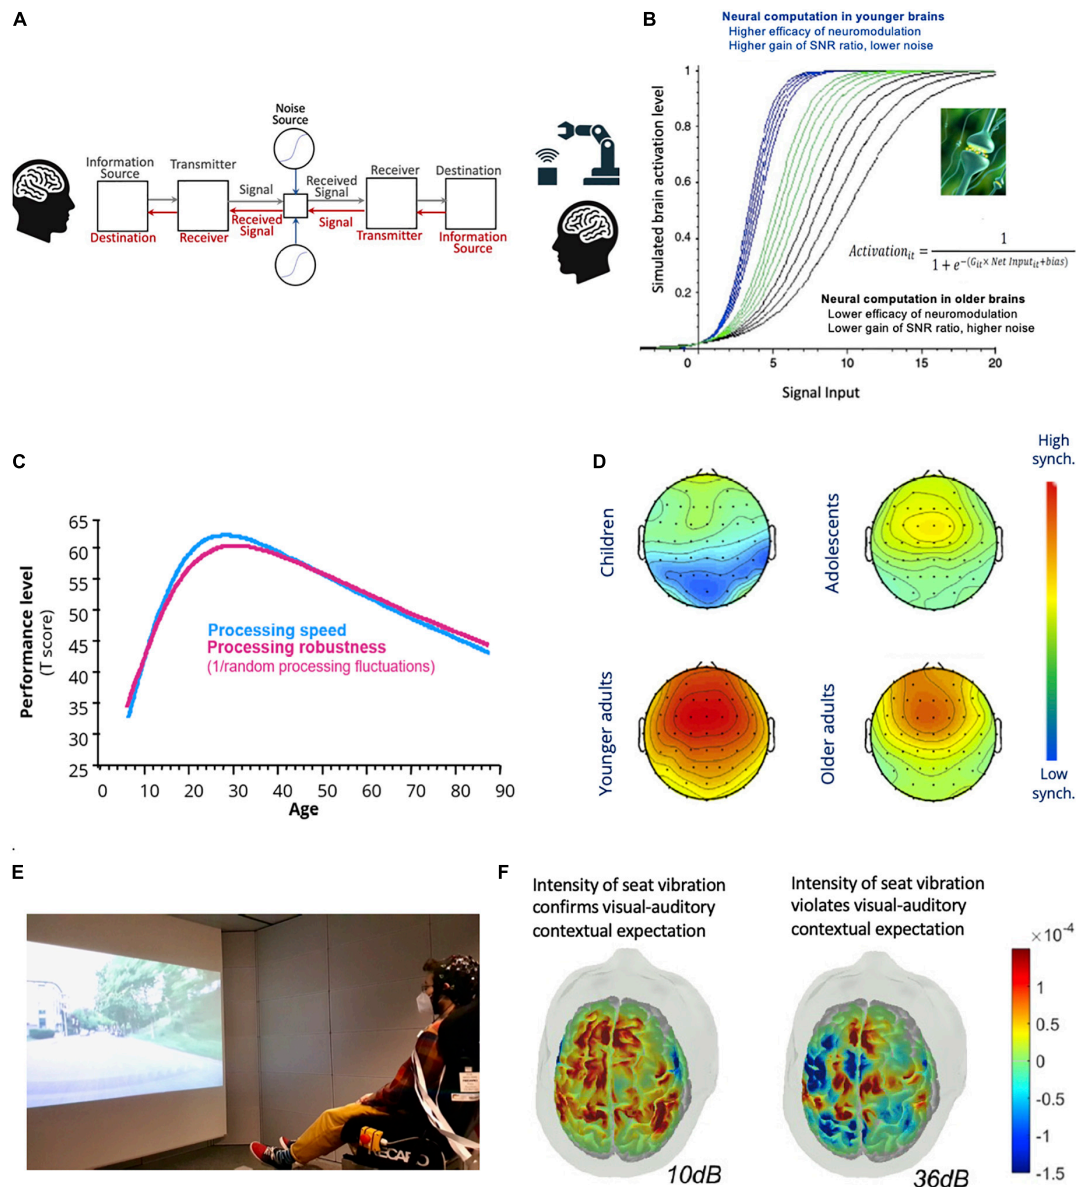 A
Noise
Source
Information
Source
Transmitter
Signal
Received
Signal
Receiver
Destination
Destination
Receiver
Received
Signal
Signal
Transmitter
Information
Source
B
Neural computation in younger brains
Higher efficacy of neuromodulation
Higher gain of SNR ratio, lower noise
Simulated brain activation level
1
0.8
0.6
0.4
0.2
Activation_it = 1 / 1 + e^−(G_it × Net Input_it+bias)
Neural computation in older brains
Lower efficacy of neuromodulation
Lower gain of SNR ratio, higher noise
0 5 10 15 20
Signal Input
C
Performance level
(T score)
65
60
55
50
45
40
35
30
25
Processing speed
Processing robustness
(1/random processing fluctuations)
0 10 20 30 40 50 60 70 80 90
Age
D
Children
Adolescents
Younger adults
Older adults
High
synch.
Low
synch.
E
RECARO
F
Intensity of seat vibration
confirms visual-auditory
contextual expectation
10dB
Intensity of seat vibration
violates visual-auditory
contextual expectation
36dB
×10⁻⁴
1
0.5
0
-0.5
-1
-1.5